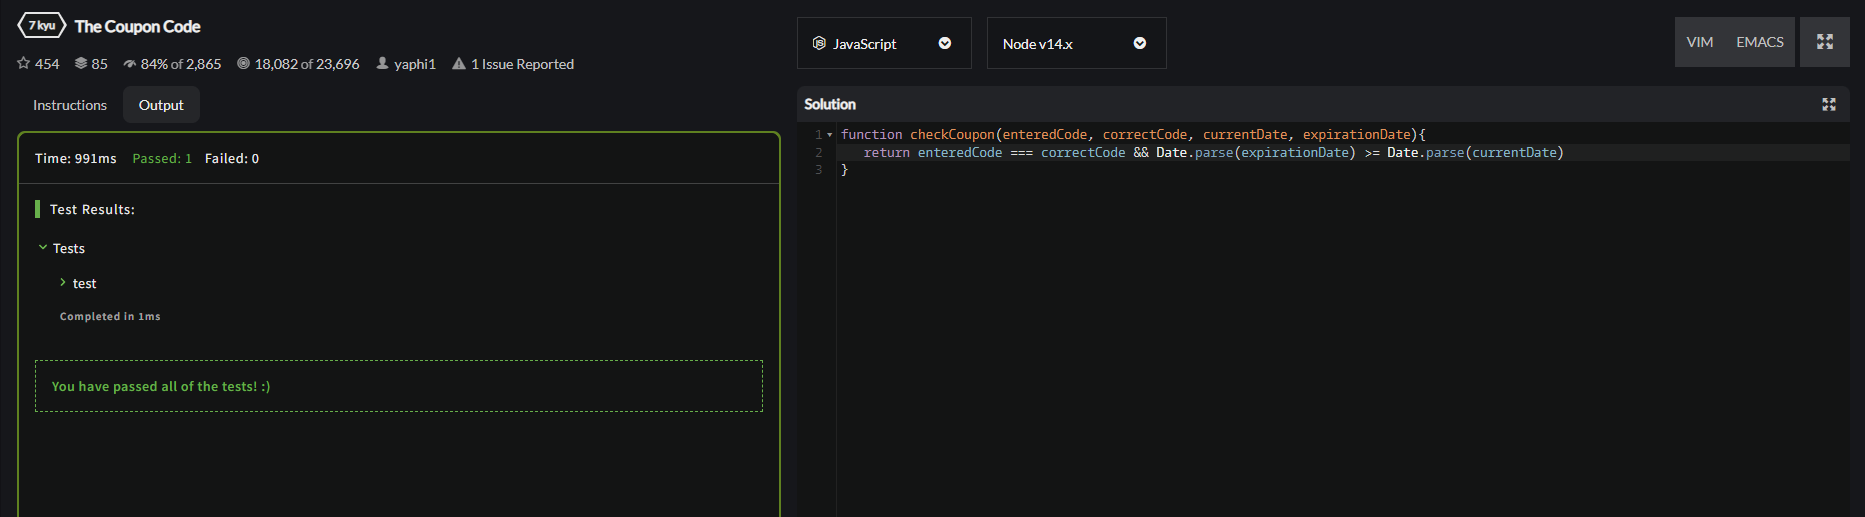 7 kyu The Coupon Code
454 85 84% of 2,865 18,082 of 23,696 yaphi1 1 Issue Reported
Instructions Output
Time: 991ms Passed: 1 Failed: 0
Test Results:
Tests
test
Completed in 1ms
You have passed all of the tests! :)
JavaScript Node v14.x VIM EMACS
Solution
1 function checkCoupon(enteredCode, correctCode, currentDate, expirationDate){
2 return enteredCode === correctCode && Date.parse(expirationDate) >= Date.parse(currentDate)
3 }